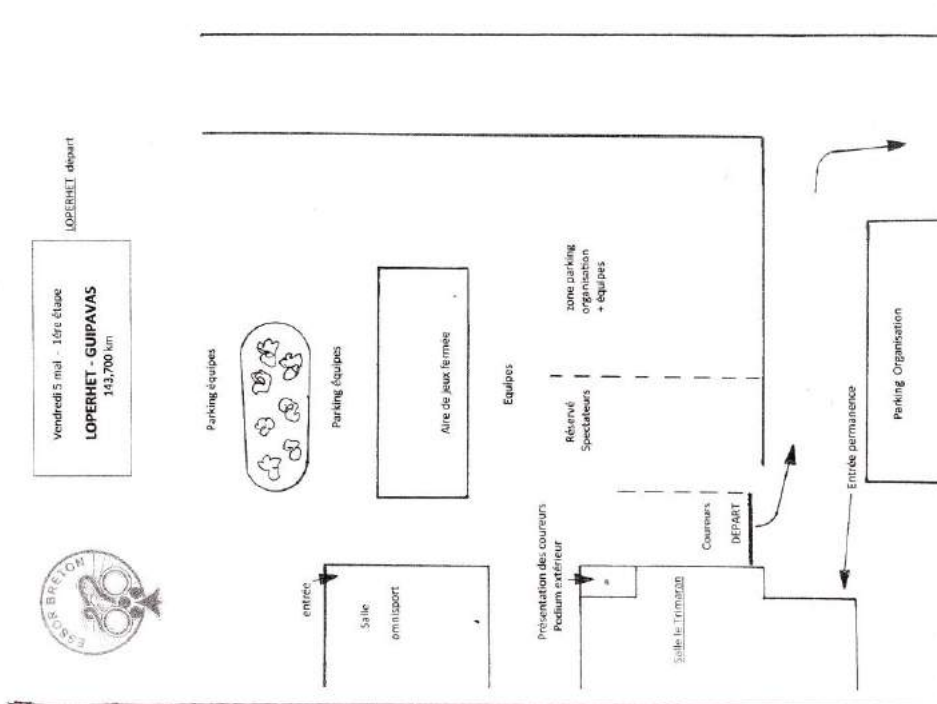 ESSOR BRETON
Vendredi 5 mai - 1ére étape
LOPERHET - GUIPAVAS
143,700 km
LOPERHET départ
Parking équipes
Parking équipes
entrée
Salle
omnisport
Aire de jeux fermée
Equipes
Présentation des coureurs
Podium extérieur
Réservé
Spectateurs
zone parking
organisation
+ équipes
Salle le Trimaran
Coureurs
DEPART
Entrée permanence
Parking Organisation